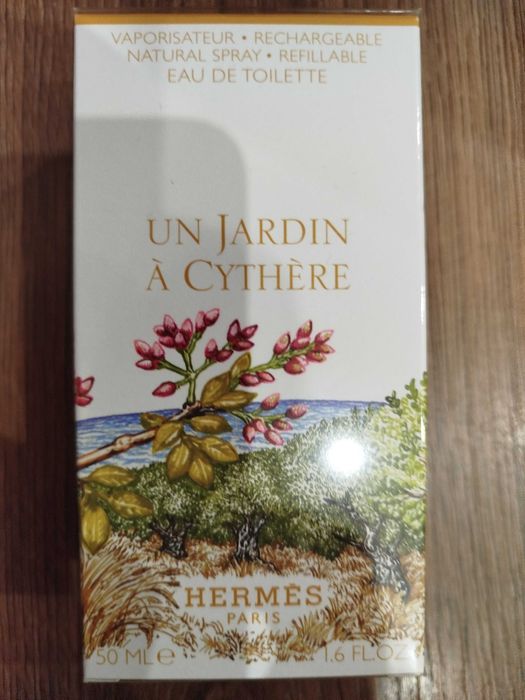 VAPORISATEUR • RECHARGEABLE
NATURAL SPRAY • REFILLABLE
EAU DE TOILETTE
UN JARDIN
À CYTHÈRE
HERMÈS
PARIS
50 ML e 1.6 FL.OZ